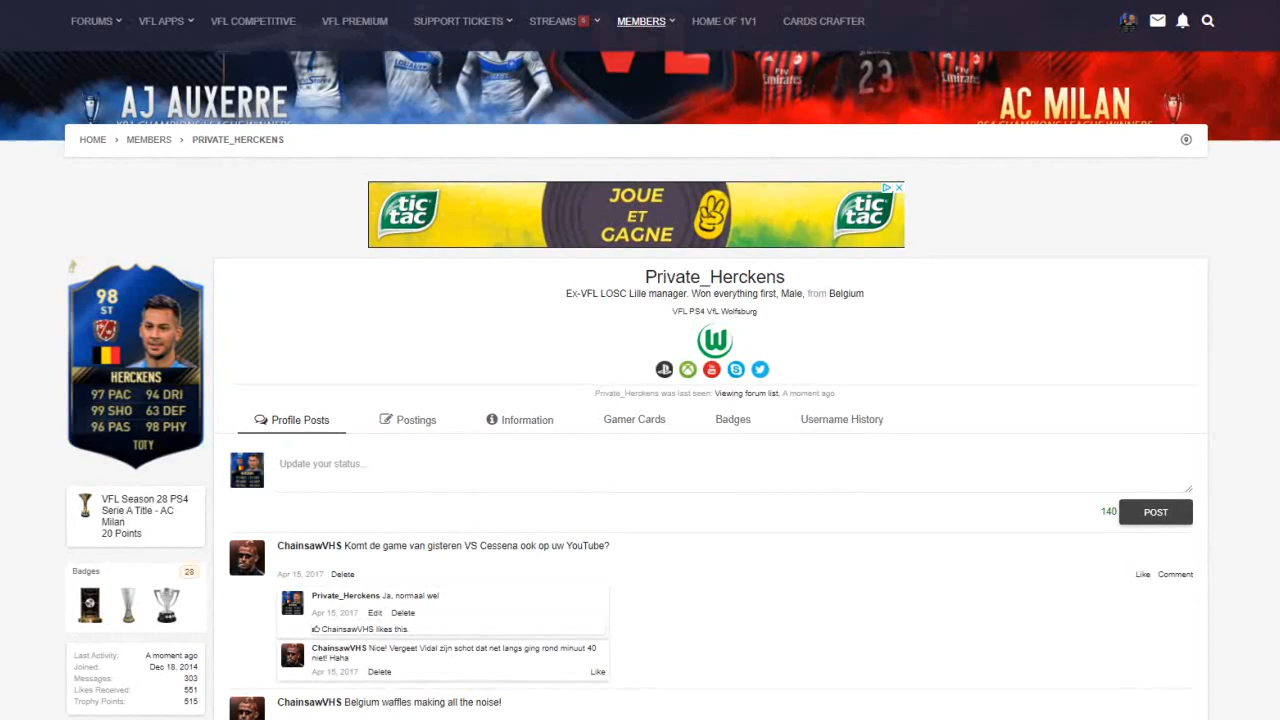 FORUMS VFL APPS VFL COMPETITIVE VFL PREMIUM SUPPORT TICKETS STREAMS 5 MEMBERS HOME OF 1V1 CARDS CRAFTER
AJ AUXERRE
AC MILAN
23
HOME > MEMBERS > PRIVATE_HERCKENS
tic tac
JOUE
ET
GAGNE
tic tac
98
ST
HERCKENS
97 PAC 94 DRI
99 SHO 63 DEF
96 PAS 98 PHY
TOTY
Private_Herckens
Ex-VFL LOSC Lille manager. Won everything first, Male, from Belgium
VFL PS4 VfL Wolfsburg
Private_Herckens was last seen: Viewing forum list, A moment ago
Profile Posts Postings Information Gamer Cards Badges Username History
Update your status...
140 POST
VFL Season 28 PS4
Serie A Title - AC
Milan
20 Points
Badges 28
Last Activity: A moment ago
Joined: Dec 18, 2014
Messages: 303
Likes Received: 551
Trophy Points: 515
ChainsawVHS Komt de game van gisteren VS Cessena ook op uw YouTube?
Apr 15, 2017 Delete Like Comment
Private_Herckens Ja, normaal wel
Apr 15, 2017 Edit Delete
ChainsawVHS likes this.
ChainsawVHS Nice! Vergeet Vidal zijn schot dat net langs ging rond minuut 40
niet! Haha
Apr 15, 2017 Delete Like
ChainsawVHS Belgium waffles making all the noise!